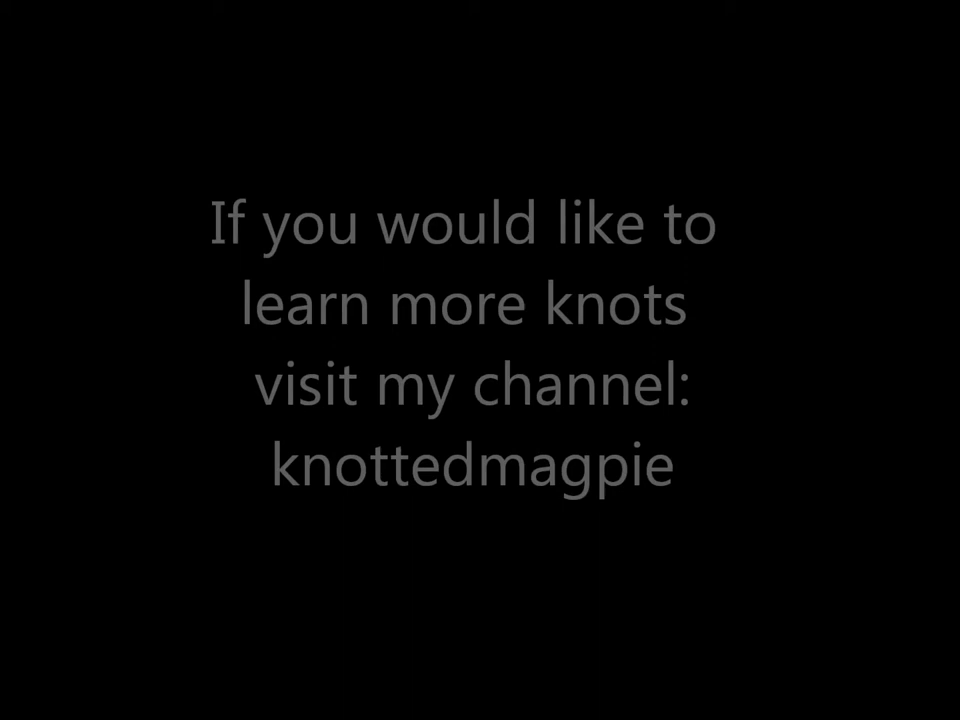 If you would like to
learn more knots
visit my channel:
knottedmagpie